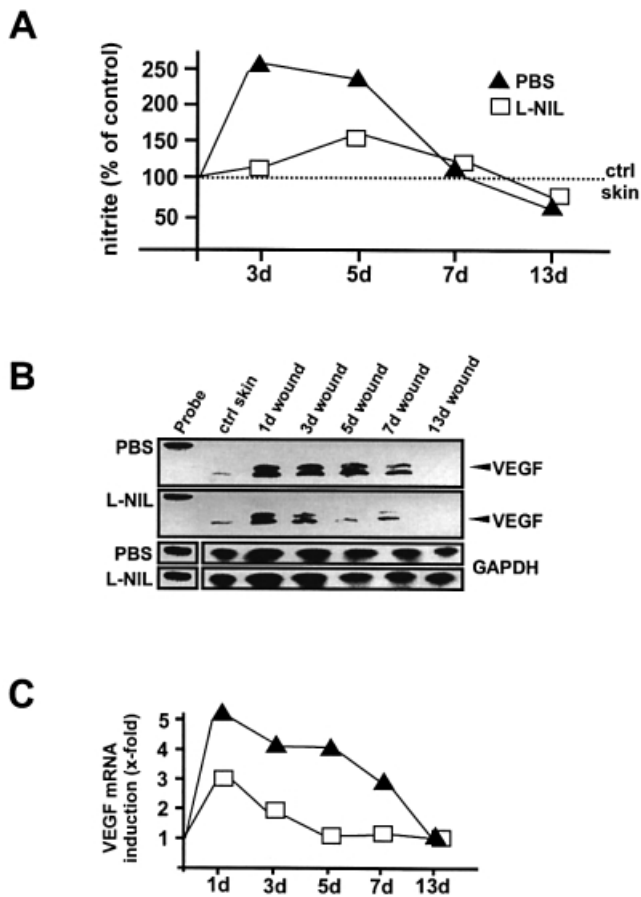 A
nitrite (% of control)
250
200
150
100
50
PBS
L-NIL
ctrl
skin
3d 5d 7d 13d
B
Probe ctrl skin 1d wound 3d wound 5d wound 7d wound 13d wound
PBS
VEGF
L-NIL
VEGF
PBS
GAPDH
L-NIL
C
VEGF mRNA
induction (x-fold)
5
4
3
2
1
1d 3d 5d 7d 13d